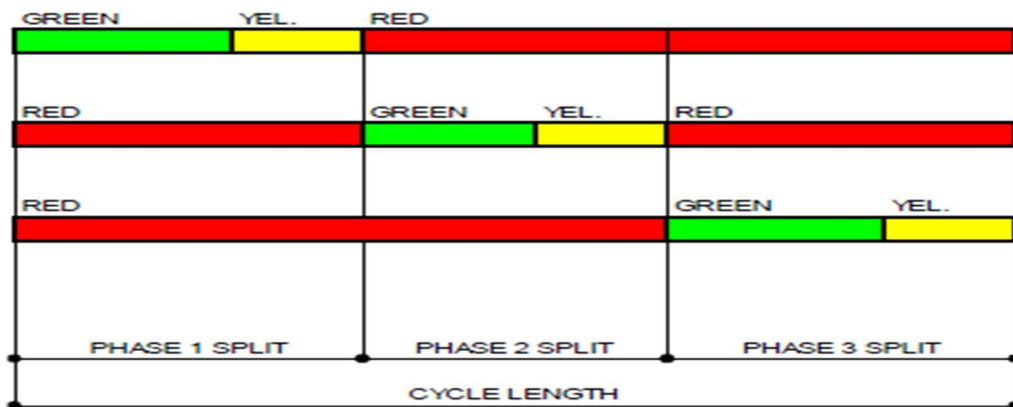 GREEN YEL. RED
RED GREEN YEL. RED
RED GREEN YEL.
PHASE 1 SPLIT PHASE 2 SPLIT PHASE 3 SPLIT
CYCLE LENGTH